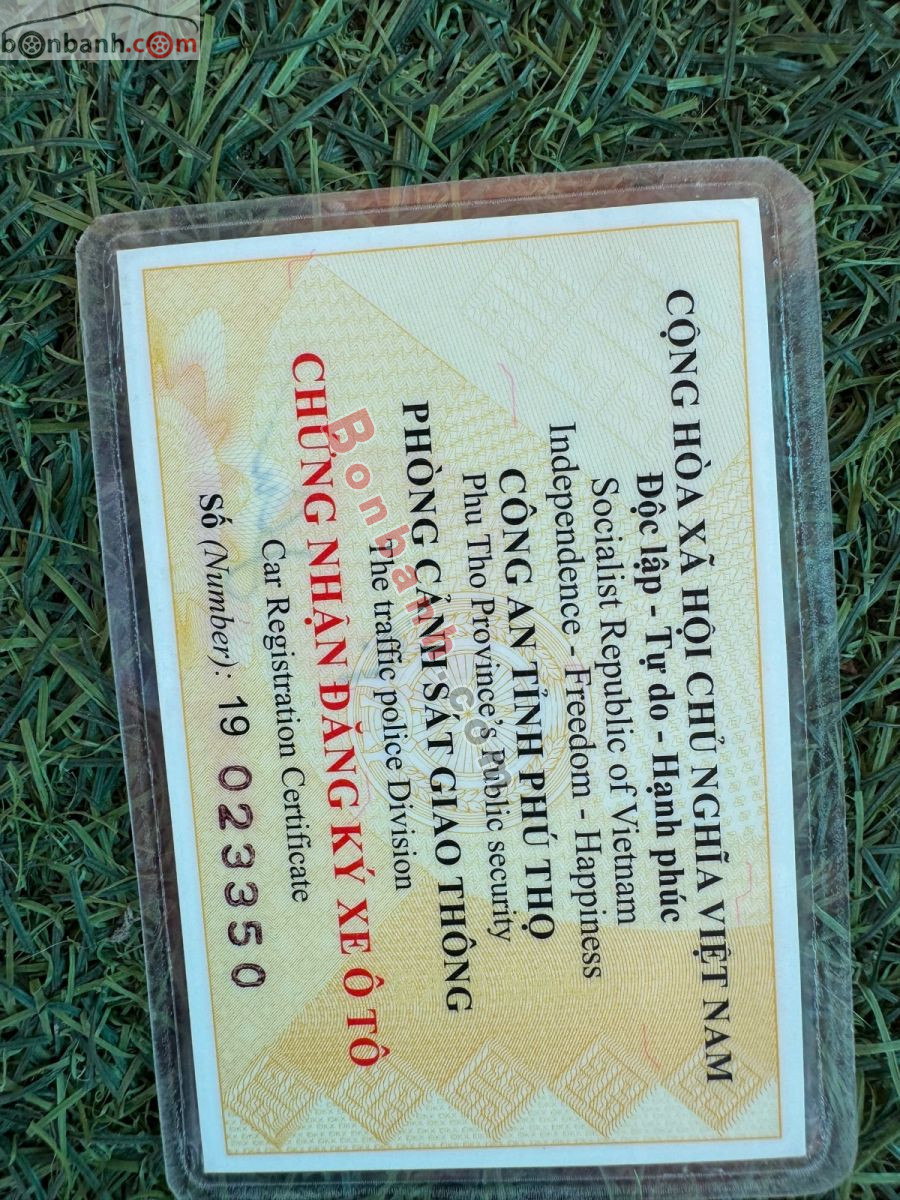 bonbanh.com
CỘNG HÒA XÃ HỘI CHỦ NGHĨA VIỆT NAM
Độc lập - Tự do - Hạnh phúc
Socialist Republic of Vietnam
Independence - Freedom - Happiness
CÔNG AN TỈNH PHÚ THỌ
Phu Tho Province's Public security
PHÒNG CẢNH SÁT GIAO THÔNG
The traffic police Division
CHỨNG NHẬN ĐĂNG KÝ XE Ô TÔ
Car Registration Certificate
Số (Number): 19 023350
Bonbanh.com